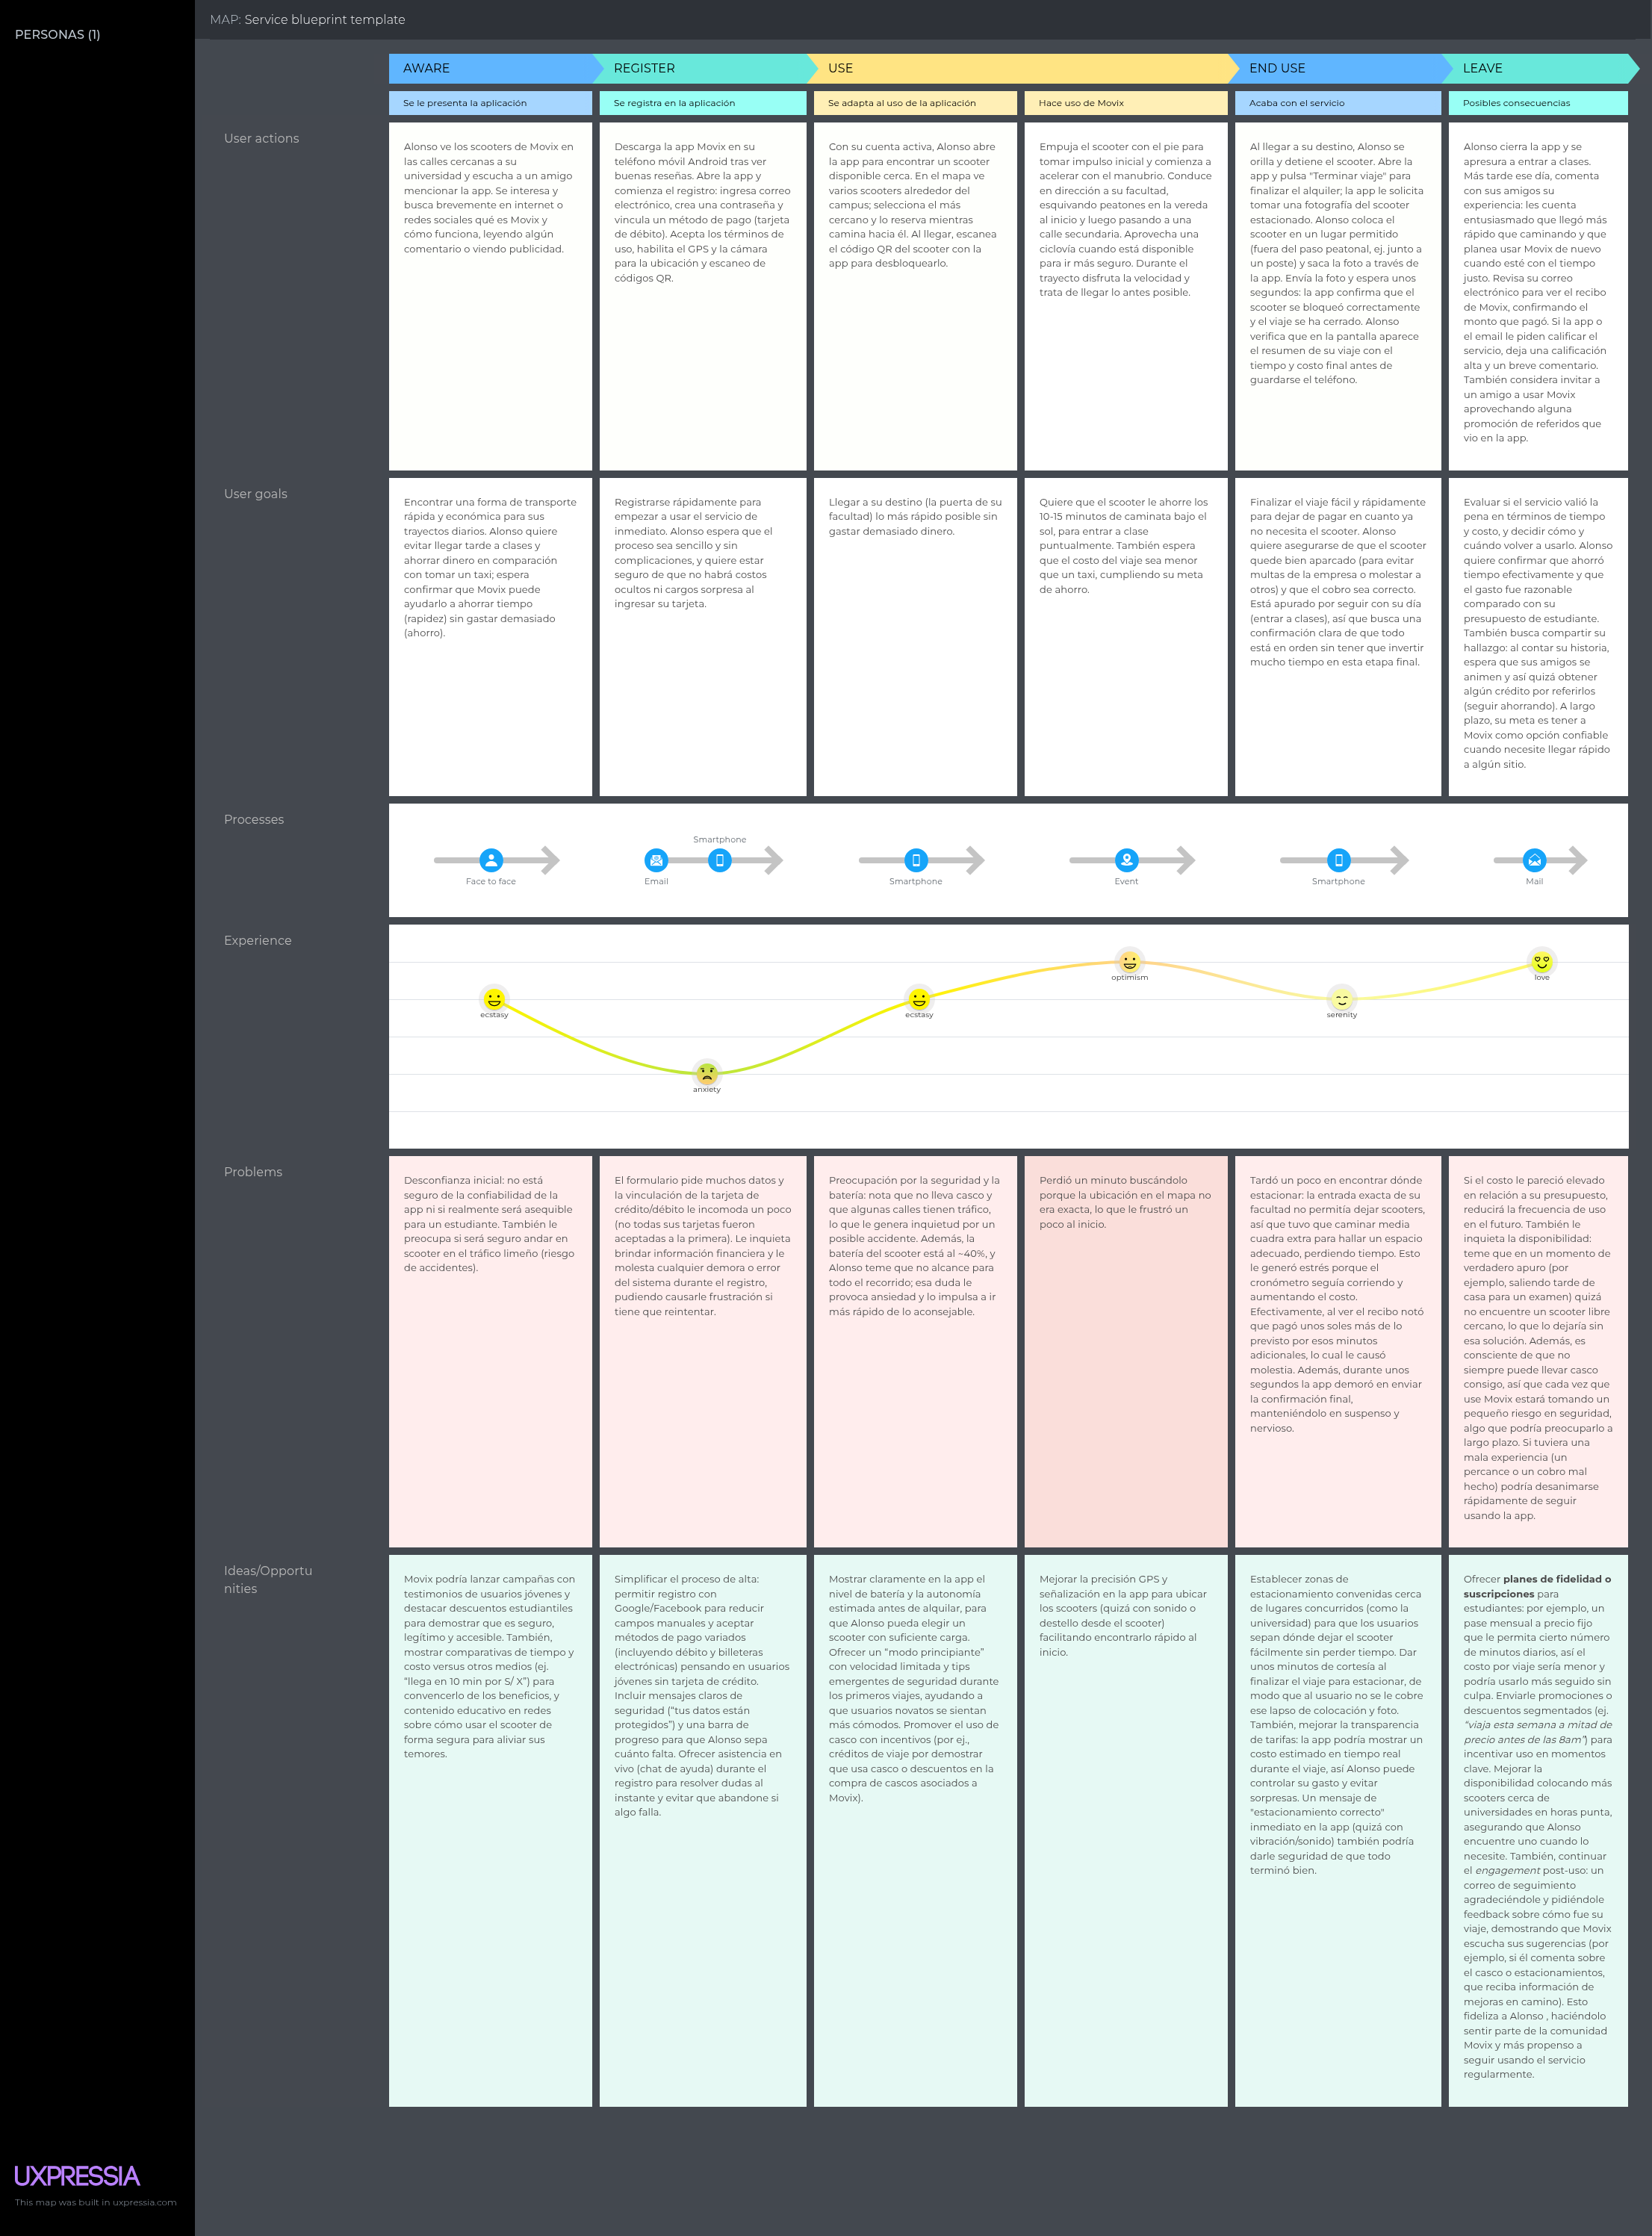 PERSONAS (1)
MAP: Service blueprint template
AWARE
REGISTER
USE
END USE
LEAVE
Se le presenta la aplicación
Se registra en la aplicación
Se adapta al uso de la aplicación
Hace uso de Movix
Acaba con el servicio
Posibles consecuencias
User actions
Alonso ve los scooters de Movix en
las calles cercanas a su
universidad y escucha a un amigo
mencionar la app. Se interesa y
busca brevemente en internet o
redes sociales qué es Movix y
cómo funciona, leyendo algún
comentario o viendo publicidad.
Descarga la app Movix en su
teléfono móvil Android tras ver
buenas reseñas. Abre la app y
comienza el registro: ingresa correo
electrónico, crea una contraseña y
vincula un método de pago (tarjeta
de débito). Acepta los términos de
uso, habilita el GPS y la cámara
para la ubicación y escaneo de
códigos QR.
Con su cuenta activa, Alonso abre
la app para encontrar un scooter
disponible cerca. En el mapa ve
varios scooters alrededor del
campus; selecciona el más
cercano y lo reserva mientras
camina hacia él. Al llegar, escanea
el código QR del scooter con la
app para desbloquearlo.
Empuja el scooter con el pie para
tomar impulso inicial y comienza a
acelerar con el manubrio. Conduce
en dirección a su facultad,
esquivando peatones en la vereda
al inicio y luego pasando a una
calle secundaria. Aprovecha una
ciclovía cuando está disponible
para ir más seguro. Durante el
trayecto disfruta la velocidad y
trata de llegar lo antes posible.
Al llegar a su destino, Alonso se
orilla y detiene el scooter. Abre la
app y pulsa "Terminar viaje" para
finalizar el alquiler; la app le solicita
tomar una fotografía del scooter
estacionado. Alonso coloca el
scooter en un lugar permitido
(fuera del paso peatonal, ej. junto a
un poste) y saca la foto a través de
la app. Envía la foto y espera unos
segundos: la app confirma que el
scooter se bloqueó correctamente
y el viaje se ha cerrado. Alonso
verifica que en la pantalla aparece
el resumen de su viaje con el
tiempo y costo final antes de
guardarse el teléfono.
Alonso cierra la app y se
apresura a entrar a clases.
Más tarde ese día, comenta
con sus amigos su
experiencia: les cuenta
entusiasmado que llegó más
rápido que caminando y que
planea usar Movix de nuevo
cuando esté con el tiempo
justo. Revisa su correo
electrónico para ver el recibo
de Movix, confirmando el
monto que pagó. Si la app o
el email le piden calificar el
servicio, deja una calificación
alta y un breve comentario.
También considera invitar a
un amigo a usar Movix
aprovechando alguna
promoción de referidos que
vio en la app.
User goals
Encontrar una forma de transporte
rápida y económica para sus
trayectos diarios. Alonso quiere
evitar llegar tarde a clases y
ahorrar dinero en comparación
con tomar un taxi; espera
confirmar que Movix puede
ayudarlo a ahorrar tiempo
(rapidez) sin gastar demasiado
(ahorro).
Registrarse rápidamente para
empezar a usar el servicio de
inmediato. Alonso espera que el
proceso sea sencillo y sin
complicaciones, y quiere estar
seguro de que no habrá costos
ocultos ni cargos sorpresa al
ingresar su tarjeta.
Llegar a su destino (la puerta de su
facultad) lo más rápido posible sin
gastar demasiado dinero.
Quiere que el scooter le ahorre los
10-15 minutos de caminata bajo el
sol, para entrar a clase
puntualmente. También espera
que el costo del viaje sea menor
que un taxi, cumpliendo su meta
de ahorro.
Finalizar el viaje fácil y rápidamente
para dejar de pagar en cuanto ya
no necesita el scooter. Alonso
quiere asegurarse de que el scooter
quede bien aparcado (para evitar
multas de la empresa o molestar a
otros) y que el cobro sea correcto.
Está apurado por seguir con su día
(entrar a clases), así que busca una
confirmación clara de que todo
está en orden sin tener que invertir
mucho tiempo en esta etapa final.
Evaluar si el servicio valió la
pena en términos de tiempo
y costo, y decidir cómo y
cuándo volver a usarlo. Alonso
quiere confirmar que ahorró
tiempo efectivamente y que
el gasto fue razonable
comparado con su
presupuesto de estudiante.
También busca compartir su
hallazgo: al contar su historia,
espera que sus amigos se
animen y así quizá obtener
algún crédito por referirlos
(seguir ahorrando). A largo
plazo, su meta es tener a
Movix como opción confiable
cuando necesite llegar rápido
a algún sitio.
Processes
Face to face
Email
Smartphone
Smartphone
Event
Smartphone
Mail
Experience
ecstasy
anxiety
ecstasy
optimism
serenity
love
Problems
Desconfianza inicial: no está
seguro de la confiabilidad de la
app ni si realmente será asequible
para un estudiante. También le
preocupa si será seguro andar en
scooter en el tráfico limeño (riesgo
de accidentes).
El formulario pide muchos datos y
la vinculación de la tarjeta de
crédito/débito le incomoda un poco
(no todas sus tarjetas fueron
aceptadas a la primera). Le inquieta
brindar información financiera y le
molesta cualquier demora o error
del sistema durante el registro,
pudiendo causarle frustración si
tiene que reintentar.
Preocupación por la seguridad y la
batería: nota que no lleva casco y
que algunas calles tienen tráfico,
lo que le genera inquietud por un
posible accidente. Además, la
batería del scooter está al ~40%, y
Alonso teme que no alcance para
todo el recorrido; esa duda le
provoca ansiedad y lo impulsa a ir
más rápido de lo aconsejable.
Perdió un minuto buscándolo
porque la ubicación en el mapa no
era exacta, lo que le frustró un
poco al inicio.
Tardó un poco en encontrar dónde
estacionar: la entrada exacta de su
facultad no permitía dejar scooters,
así que tuvo que caminar media
cuadra extra para hallar un espacio
adecuado, perdiendo tiempo. Esto
le generó estrés porque el
cronómetro seguía corriendo y
aumentando el costo.
Efectivamente, al ver el recibo notó
que pagó unos soles más de lo
previsto por esos minutos
adicionales, lo cual le causó
molestia. Además, durante unos
segundos la app demoró en enviar
la confirmación final,
manteniéndolo en suspenso y
nervioso.
Si el costo le pareció elevado
en relación a su presupuesto,
reducirá la frecuencia de uso
en el futuro. También le
inquieta la disponibilidad:
teme que en un momento de
verdadero apuro (por
ejemplo, saliendo tarde de
casa para un examen) quizá
no encuentre un scooter libre
cercano, lo que lo dejaría sin
esa solución. Además, es
consciente de que no
siempre puede llevar casco
consigo, así que cada vez que
use Movix estará tomando un
pequeño riesgo en seguridad,
algo que podría preocuparlo a
largo plazo. Si tuviera una
mala experiencia (un
percance o un cobro mal
hecho) podría desanimarse
rápidamente de seguir
usando la app.
Ideas/Opportu
nities
Movix podría lanzar campañas con
testimonios de usuarios jóvenes y
destacar descuentos estudiantiles
para demostrar que es seguro,
legítimo y accesible. También,
mostrar comparativas de tiempo y
costo versus otros medios (ej.
“llega en 10 min por S/ X”) para
convencerlo de los beneficios, y
contenido educativo en redes
sobre cómo usar el scooter de
forma segura para aliviar sus
temores.
Simplificar el proceso de alta:
permitir registro con
Google/Facebook para reducir
campos manuales y aceptar
métodos de pago variados
(incluyendo débito y billeteras
electrónicas) pensando en usuarios
jóvenes sin tarjeta de crédito.
Incluir mensajes claros de
seguridad (“tus datos están
protegidos”) y una barra de
progreso para que Alonso sepa
cuánto falta. Ofrecer asistencia en
vivo (chat de ayuda) durante el
registro para resolver dudas al
instante y evitar que abandone si
algo falla.
Mostrar claramente en la app el
nivel de batería y la autonomía
estimada antes de alquilar, para
que Alonso pueda elegir un
scooter con suficiente carga.
Ofrecer un “modo principiante”
con velocidad limitada y tips
emergentes de seguridad durante
los primeros viajes, ayudando a
que usuarios novatos se sientan
más cómodos. Promover el uso de
casco con incentivos (por ej.,
créditos de viaje por demostrar
que usa casco o descuentos en la
compra de cascos asociados a
Movix).
Mejorar la precisión GPS y
señalización en la app para ubicar
los scooters (quizá con sonido o
destello desde el scooter)
facilitando encontrarlo rápido al
inicio.
Establecer zonas de
estacionamiento convenidas cerca
de lugares concurridos (como la
universidad) para que los usuarios
sepan dónde dejar el scooter
fácilmente sin perder tiempo. Dar
unos minutos de cortesía al
finalizar el viaje para estacionar, de
modo que al usuario no se le cobre
ese lapso de colocación y foto.
También, mejorar la transparencia
de tarifas: la app podría mostrar un
costo estimado en tiempo real
durante el viaje, así Alonso puede
controlar su gasto y evitar
sorpresas. Un mensaje de
"estacionamiento correcto"
inmediato en la app (quizá con
vibración/sonido) también podría
darle seguridad de que todo
terminó bien.
Ofrecer planes de fidelidad o
suscripciones para
estudiantes: por ejemplo, un
pase mensual a precio fijo
que le permita cierto número
de minutos diarios, así el
costo por viaje sería menor y
podría usarlo más seguido sin
culpa. Enviarle promociones o
descuentos segmentados (ej.
“viaja esta semana a mitad de
precio antes de las 8am”) para
incentivar uso en momentos
clave. Mejorar la
disponibilidad colocando más
scooters cerca de
universidades en horas punta,
asegurando que Alonso
encuentre uno cuando lo
necesite. También, continuar
el engagement post-uso: un
correo de seguimiento
agradeciéndole y pidiéndole
feedback sobre cómo fue su
viaje, demostrando que Movix
escucha sus sugerencias (por
ejemplo, si él comenta sobre
el casco o estacionamientos,
que reciba información de
mejoras en camino). Esto
fideliza a Alonso , haciéndolo
sentir parte de la comunidad
Movix y más propenso a
seguir usando el servicio
regularmente.
UXPRESSIA
This map was built in uxpressia.com